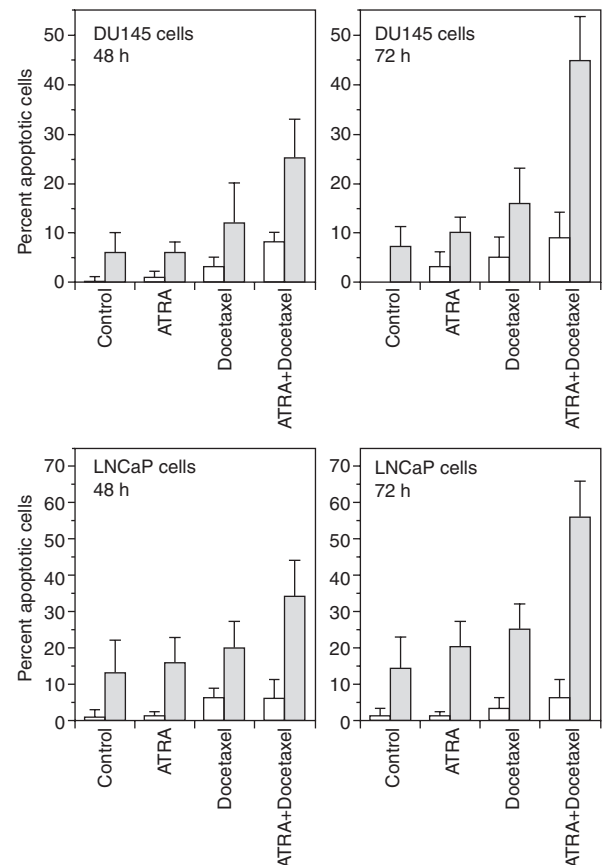 DU145 cells
48 h
Percent apoptotic cells
50
40
30
20
10
0
Control
ATRA
Docetaxel
ATRA+Docetaxel
DU145 cells
72 h
50
40
30
20
10
0
Control
ATRA
Docetaxel
ATRA+Docetaxel
LNCaP cells
48 h
Percent apoptotic cells
70
60
50
40
30
20
10
0
Control
ATRA
Docetaxel
ATRA+Docetaxel
LNCaP cells
72 h
70
60
50
40
30
20
10
0
Control
ATRA
Docetaxel
ATRA+Docetaxel